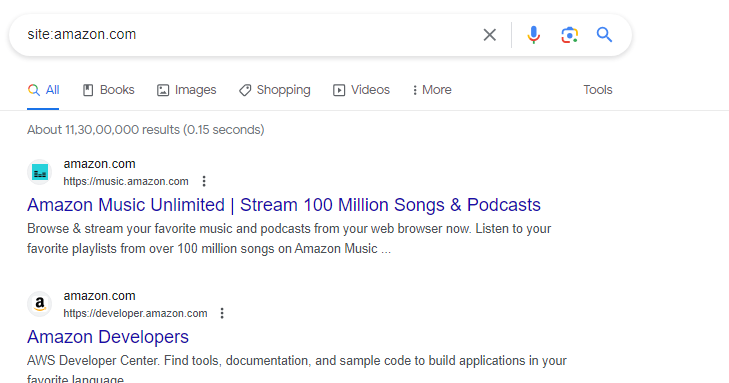 site:amazon.com
All Books Images Shopping Videos More Tools
About 11,30,00,000 results (0.15 seconds)
amazon.com
https://music.amazon.com
Amazon Music Unlimited | Stream 100 Million Songs & Podcasts
Browse & stream your favorite music and podcasts from your web browser now. Listen to your
favorite playlists from over 100 million songs on Amazon Music ...
a
amazon.com
https://developer.amazon.com
Amazon Developers
AWS Developer Center. Find tools, documentation, and sample code to build applications in your
favorite language